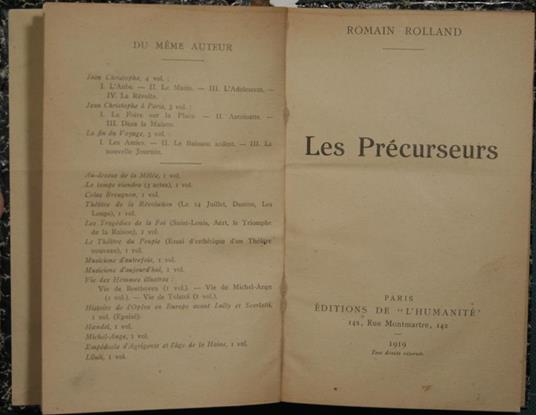 DU MÊME AUTEUR
Jean Christophe, 4 vol. :
I. L'Aube. — II. Le Matin. — III. L'Adolescent. —
IV. La Révolte.
Jean Christophe à Paris, 3 vol. :
I. La Foire sur la Place. — II. Antoinette. —
III. Dans la Maison.
La fin du Voyage, 3 vol. :
I. Les Amies. — II. Le Buisson ardent. — III. La
nouvelle Journée.
Au-dessus de la Mêlée, 1 vol.
Le temps viendra (3 actes), 1 vol.
Colas Breugnon, 1 vol.
Théâtre de la Révolution (Le 14 Juillet, Danton, Les
Loups), 1 vol.
Les Tragédies de la Foi (Saint-Louis, Aërt, le Triomphe
de la Raison), 1 vol.
Le Théâtre du Peuple (Essai d'esthétique d'un Théâtre
nouveau), 1 vol.
Musiciens d'autrefois, 1 vol.
Musiciens d'aujourd'hui, 1 vol.
Vie des Hommes illustres :
Vie de Beethoven (1 vol.). — Vie de Michel-Ange
(1 vol.). — Vie de Tolstoï (1 vol.).
Histoire de l'Opéra en Europe avant Lully et Scarlatti,
1 vol. (Epuisé).
Haendel, 1 vol.
Michel-Ange, 1 vol.
Empédocle d'Agrigente et l'âge de la Haine, 1 vol.
Liluli, 1 vol.
ROMAIN ROLLAND
Les Précurseurs
PARIS
ÉDITIONS DE "L'HUMANITÉ"
142, Rue Montmartre, 142
1919
Tous droits réservés.